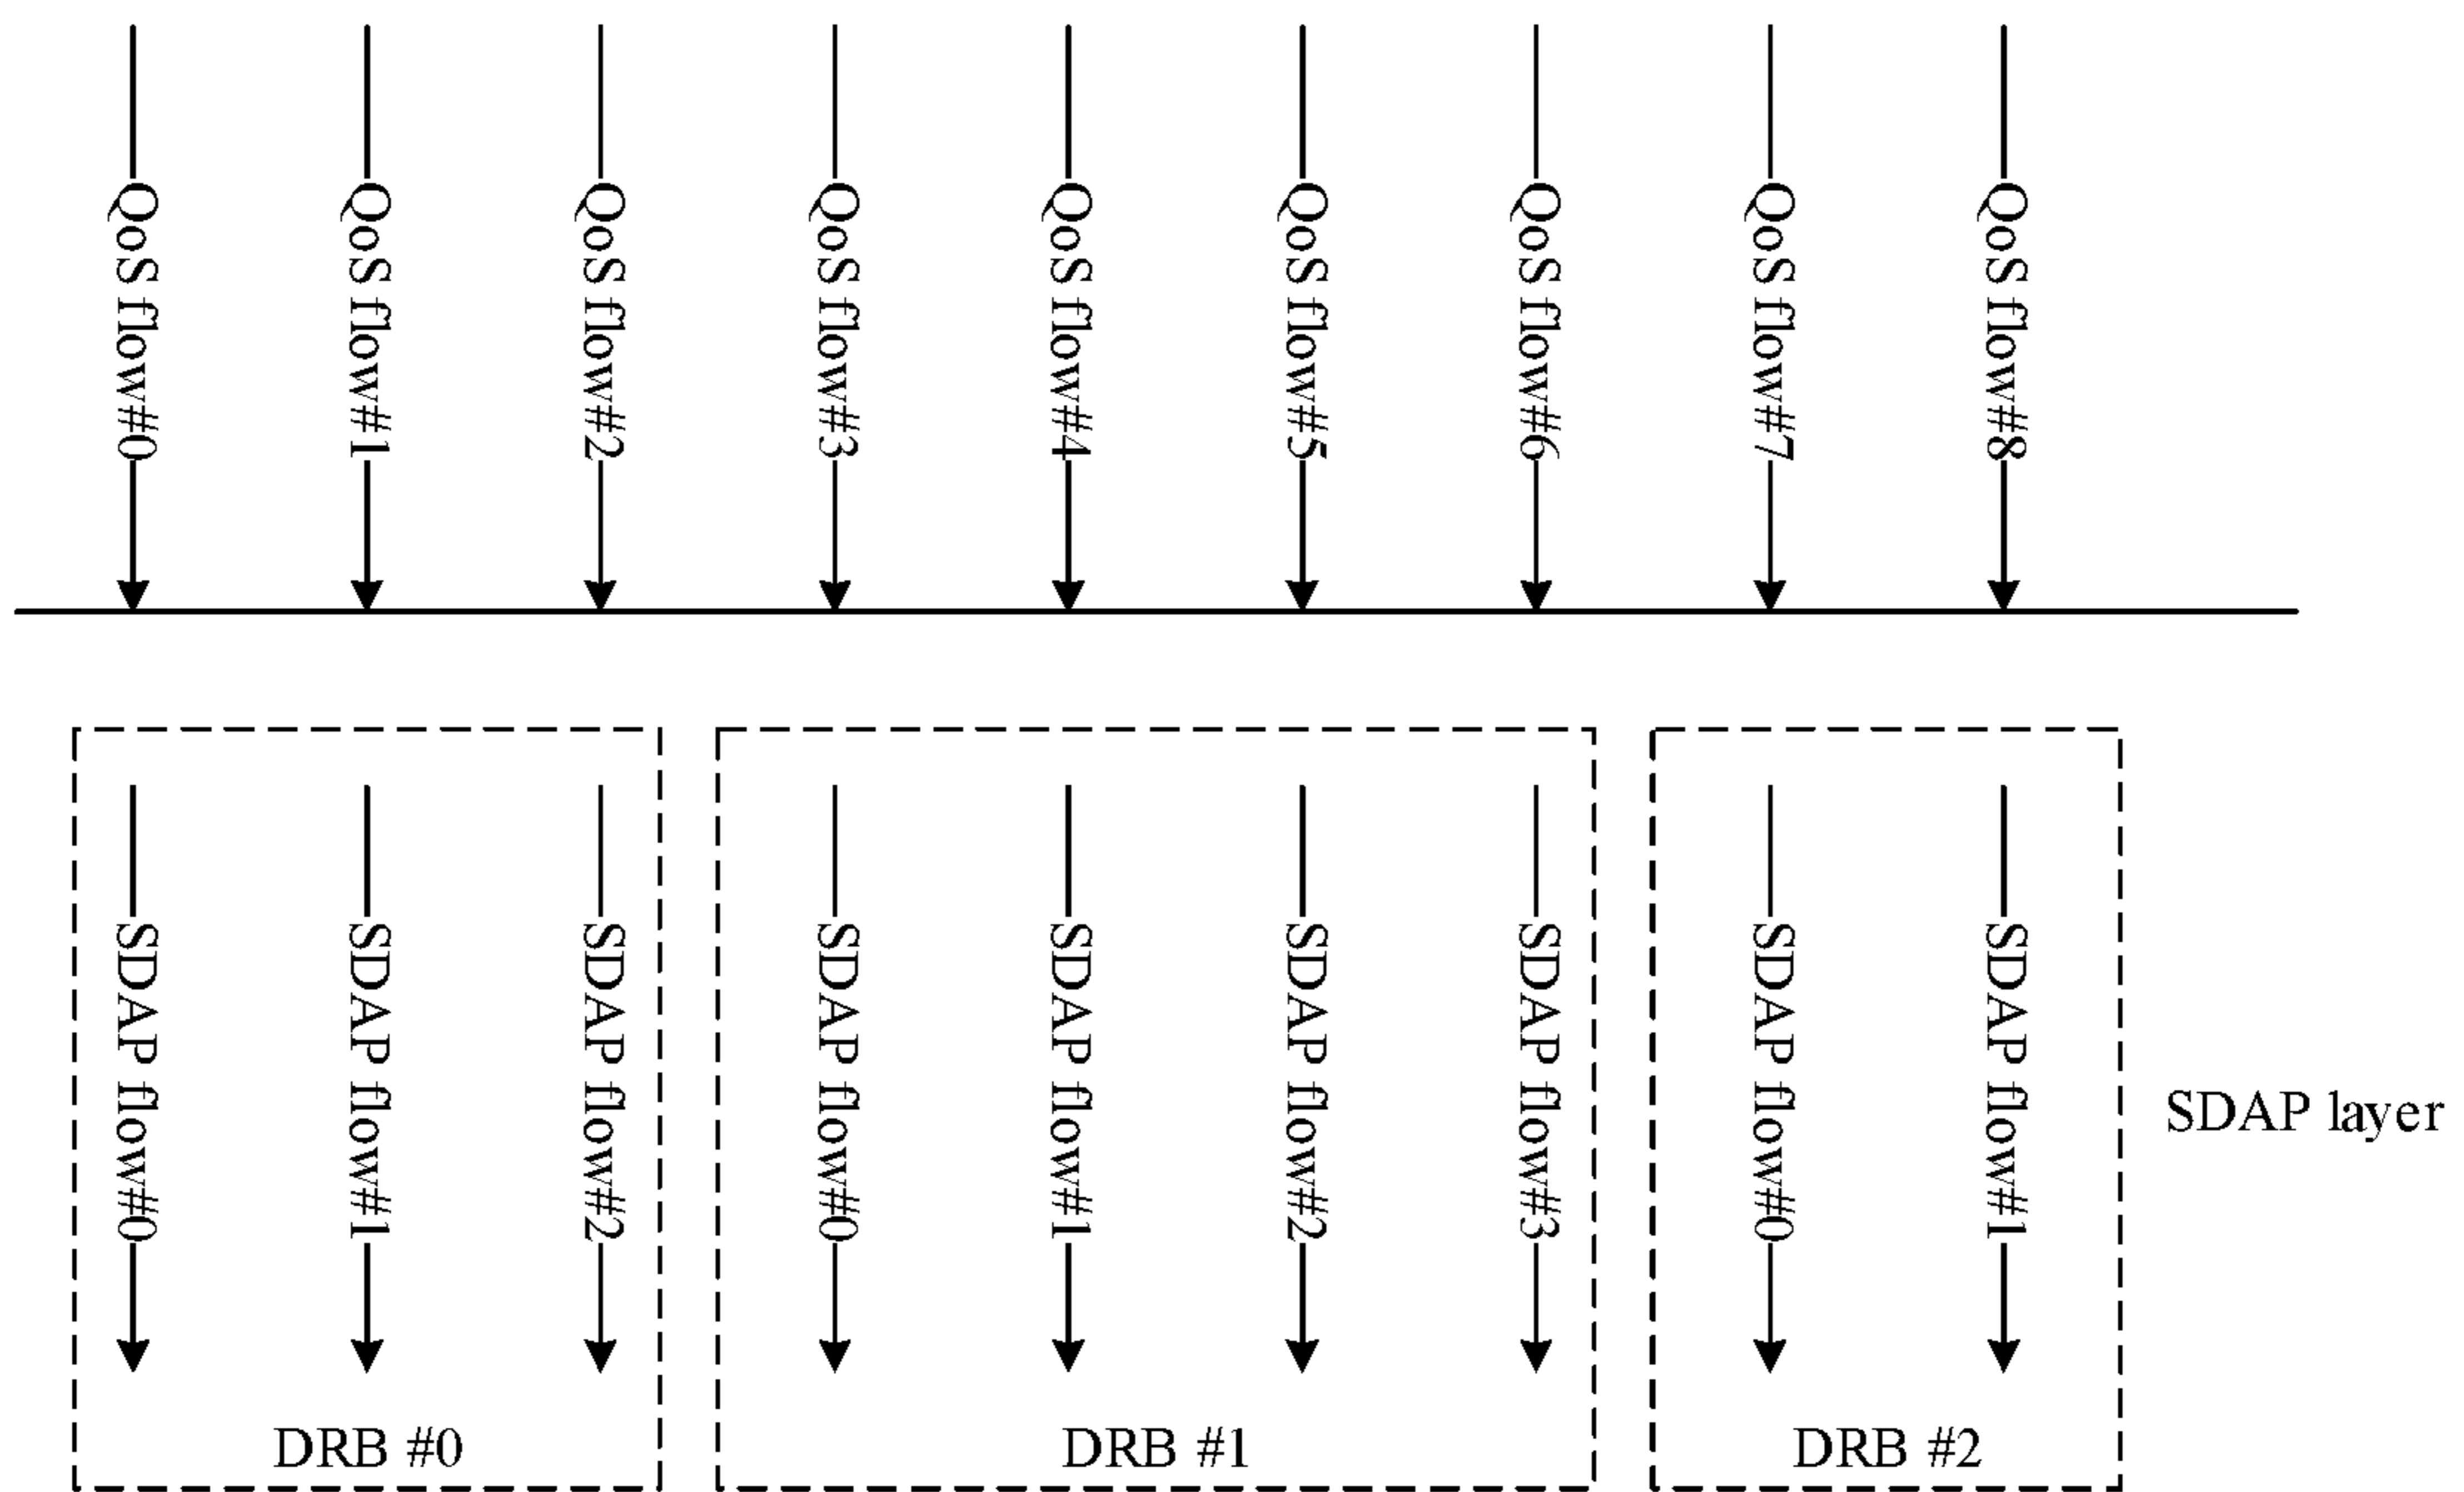 QoS flow#0
QoS flow#1
QoS flow#2
QoS flow#3
QoS flow#4
QoS flow#5
QoS flow#6
QoS flow#7
QoS flow#8
SDAP flow#0
SDAP flow#1
SDAP flow#2
DRB #0
SDAP flow#0
SDAP flow#1
SDAP flow#2
SDAP flow#3
DRB #1
SDAP flow#0
SDAP flow#1
DRB #2
SDAP layer